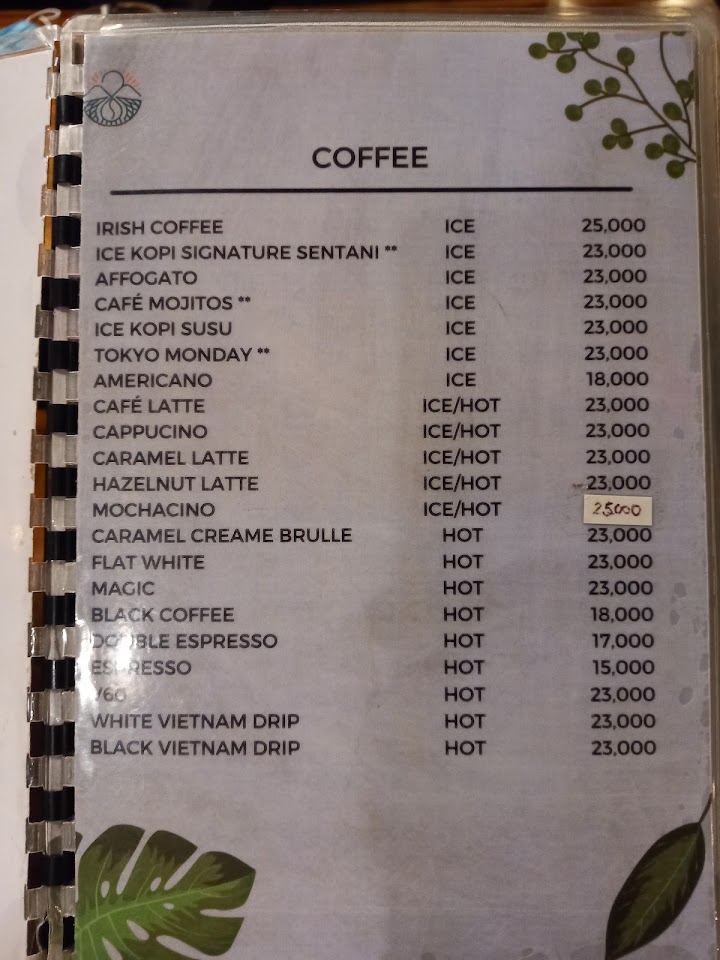 COFFEE
IRISH COFFEE ICE 25,000
ICE KOPI SIGNATURE SENTANI ** ICE 23,000
AFFOGATO ICE 23,000
CAFÉ MOJITOS ** ICE 23,000
ICE KOPI SUSU ICE 23,000
TOKYO MONDAY ** ICE 23,000
AMERICANO ICE 18,000
CAFÉ LATTE ICE/HOT 23,000
CAPPUCINO ICE/HOT 23,000
CARAMEL LATTE ICE/HOT 23,000
HAZELNUT LATTE ICE/HOT 23,000
MOCHACINO ICE/HOT 25000
CARAMEL CREAME BRULLE HOT 23,000
FLAT WHITE HOT 23,000
MAGIC HOT 23,000
BLACK COFFEE HOT 18,000
DOUBLE ESPRESSO HOT 17,000
ESPRESSO HOT 15,000
V60 HOT 23,000
WHITE VIETNAM DRIP HOT 23,000
BLACK VIETNAM DRIP HOT 23,000